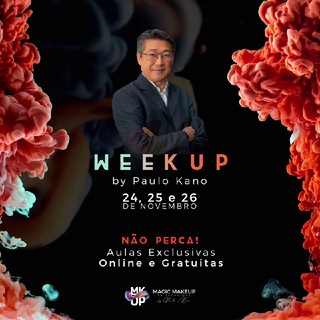 WEEKUP
by Paulo Kano
24, 25 e 26
DE NOVEMBRO
NÃO PERCA!
Aulas Exclusivas
Online e Gratuitas
MK
UP
MAGIC MAKEUP